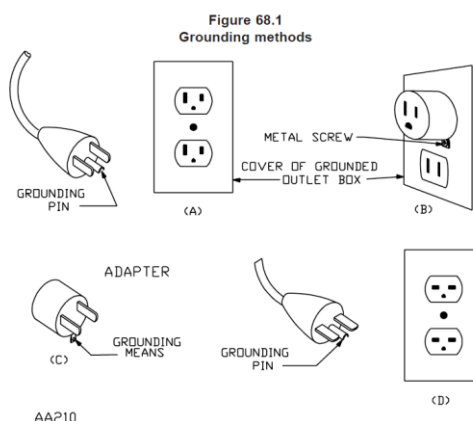 Figure 68.1
Grounding methods
METAL SCREW
COVER OF GROUNDED
OUTLET BOX
GROUNDING
PIN
(A)
(B)
ADAPTER
GROUNDING
MEANS
(C)
GROUNDING
PIN
(D)
AA210